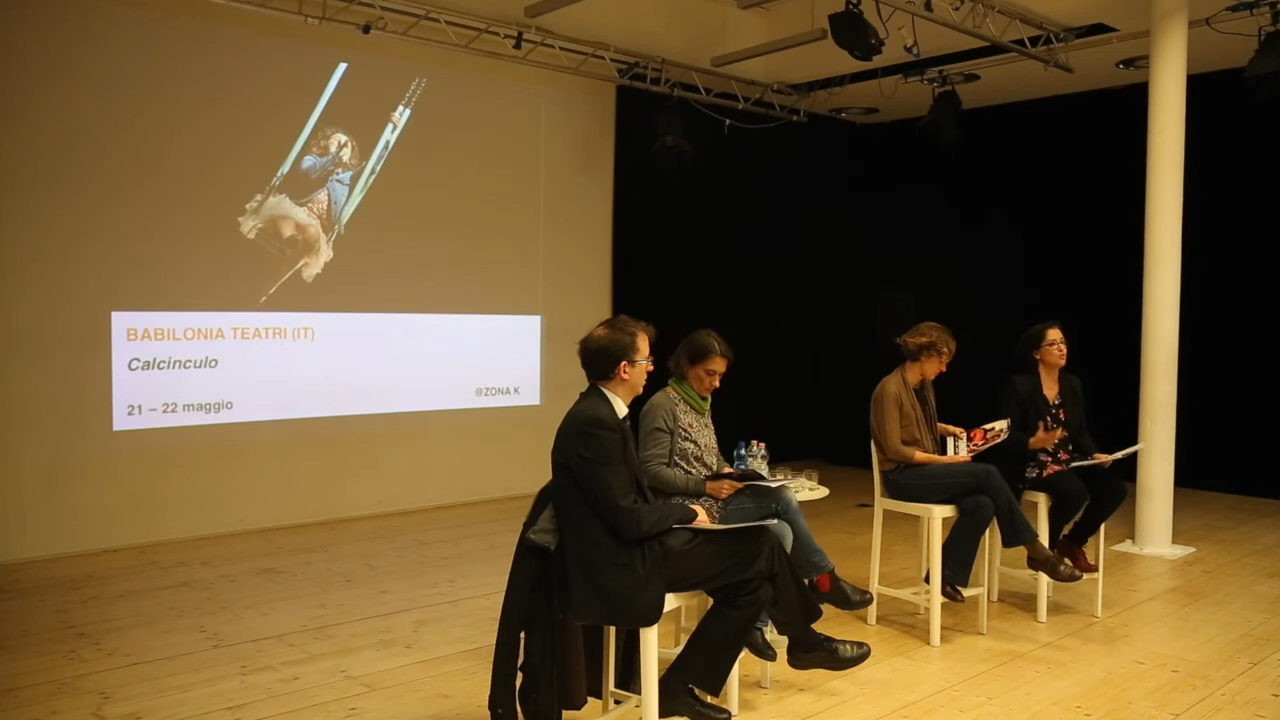 BABILONIA TEATRI (IT)
Calcinculo
21 – 22 maggio
@ZONA K